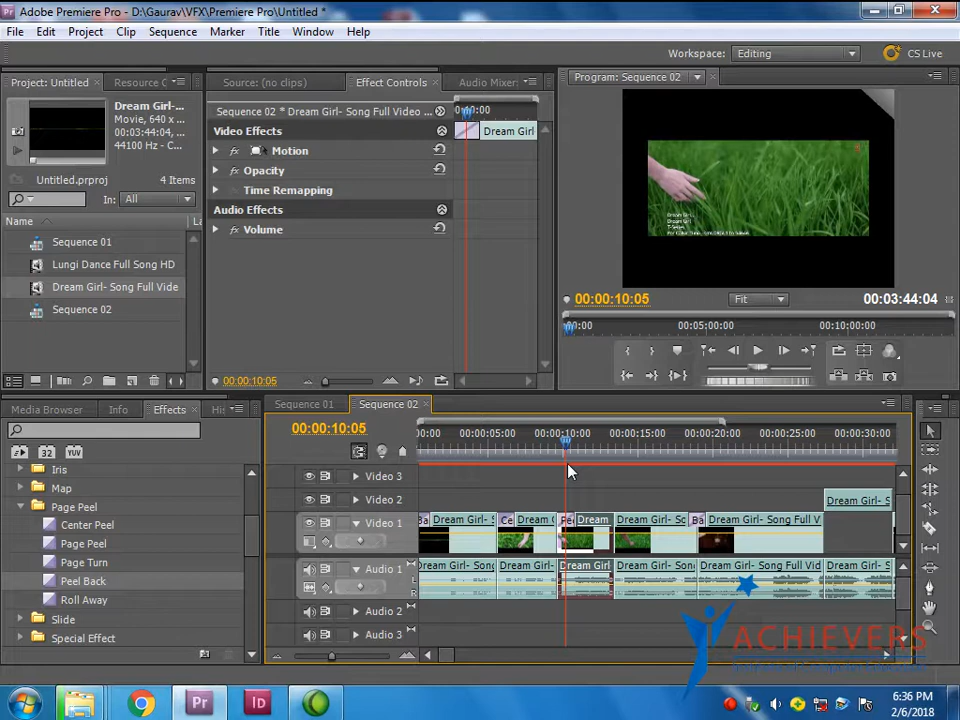 Adobe Premiere Pro - D:\Gaurav\VFX\Premiere Pro\Untitled *
File Edit Project Clip Sequence Marker Title Window Help
Workspace: Editing CS Live
Project: Untitled Resource C
Dream Girl-...
Movie, 640 x
00:03:44:04,
44100 Hz - C
Untitled.prproj 4 Items
In: All
Name La
Sequence 01
Lungi Dance Full Song HD
Dream Girl- Song Full Vide
Sequence 02
Source: (no clips) Effect Controls Audio Mixer:
Sequence 02 * Dream Girl- Song Full Video ...
Video Effects
Motion
Opacity
Time Remapping
Audio Effects
Volume
Dream Girl
00:00:10:05
Program: Sequence 02
Dream Girl
00:00:10:05 Fit 00:03:44:04
00:00 00:05:00:00 00:10:00:00
Media Browser Info Effects Hi
32 YUV
Iris
Map
Page Peel
Center Peel
Page Peel
Page Turn
Peel Back
Roll Away
Slide
Special Effect
Sequence 01 Sequence 02
00:00:10:05
00:00 00:00:05:00 00:00:10:00 00:00:15:00 00:00:20:00 00:00:25:00 00:00:30:00
Video 3
Video 2 Dream Girl- S
Video 1 Ba Dream Girl- S Ce Dream G Pe Dream Dream Girl- Song Ba Dream Girl- Song Full V
Audio 1 Dream Girl- S Dream Girl- S Dream Girl Dream Girl- Song Dream Girl- Song Full Vid Dream Girl- S
L
R
Audio 2
Audio 3
ACHIEVERS
Pr Id
6:36 PM
2/6/2018